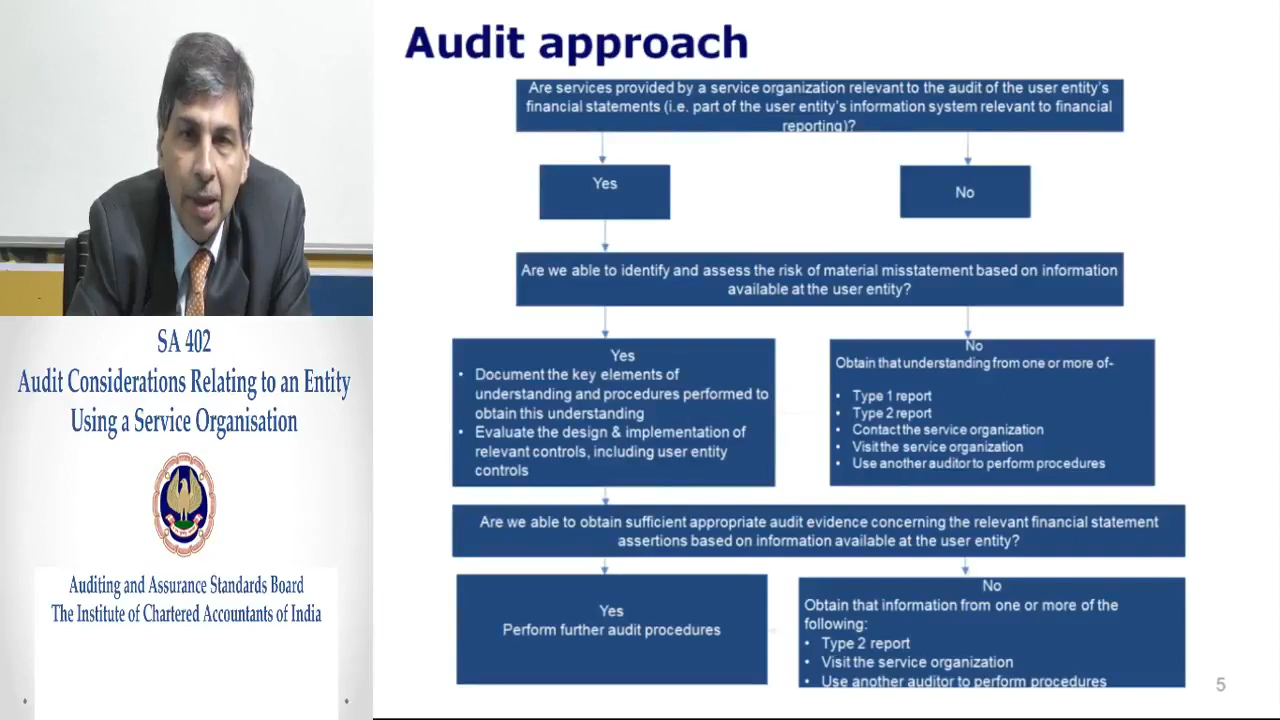 Audit approach
Are services provided by a service organization relevant to the audit of the user entity's
financial statements (i.e. part of the user entity's information system relevant to financial
reporting)?
Yes
No
Are we able to identify and assess the risk of material misstatement based on information
available at the user entity?
Yes
• Document the key elements of
understanding and procedures performed to
obtain this understanding
• Evaluate the design & implementation of
relevant controls, including user entity
controls
No
Obtain that understanding from one or more of-
• Type 1 report
• Type 2 report
• Contact the service organization
• Visit the service organization
• Use another auditor to perform procedures
Are we able to obtain sufficient appropriate audit evidence concerning the relevant financial statement
assertions based on information available at the user entity?
Yes
Perform further audit procedures
No
Obtain that information from one or more of the
following:
• Type 2 report
• Visit the service organization
• Use another auditor to perform procedures
5
SA 402
Audit Considerations Relating to an Entity
Using a Service Organisation
Auditing and Assurance Standards Board
The Institute of Chartered Accountants of India